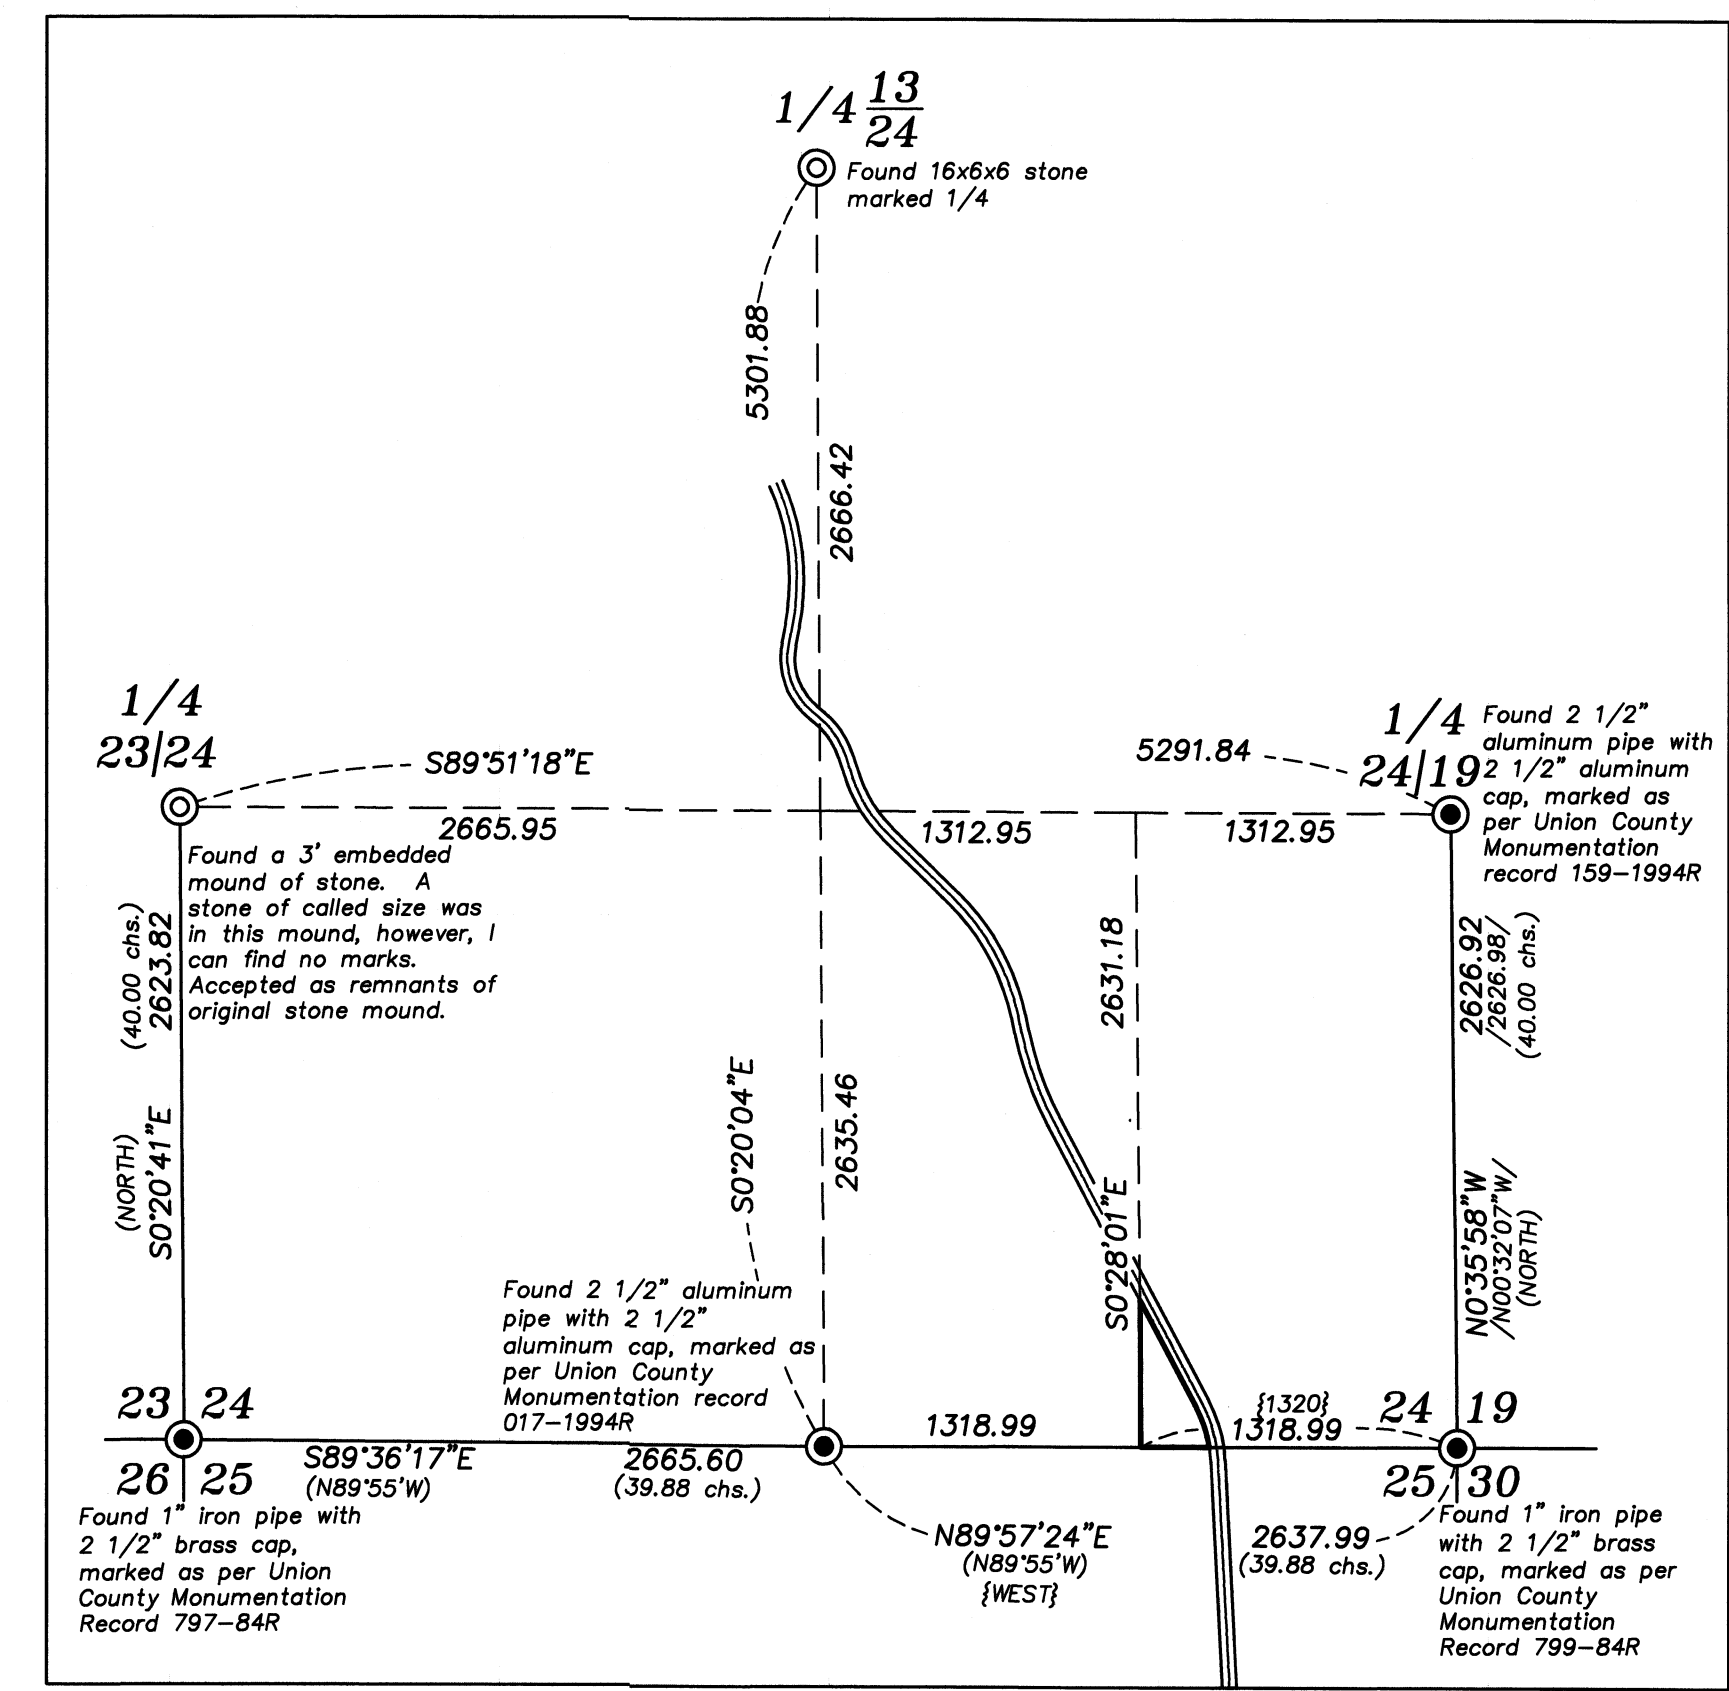 1/4 13
24
Found 16x6x6 stone
marked 1/4
5301.88
2666.42
1/4
23|24
S89°51'18"E
2665.95
Found a 3' embedded
mound of stone. A
stone of called size was
in this mound, however, I
can find no marks.
Accepted as remnants of
original stone mound.
1312.95
1312.95
5291.84
1/4
24|19
Found 2 1/2"
aluminum pipe with
2 1/2" aluminum
cap, marked as
per Union County
Monumentation
record 159-1994R
(40.00 chs.)
2623.82
(NORTH)
S0°20'41"E
S0°20'04"E
2635.46
2631.18
S0°28'01"E
2626.92
/2626.98/
(40.00 chs.)
N0°35'58"W
/N00°32'07"W/
(NORTH)
Found 2 1/2" aluminum
pipe with 2 1/2"
aluminum cap, marked as
per Union County
Monumentation record
017-1994R
23 24
26 25
S89°36'17"E
(N89°55'W)
2665.60
(39.88 chs.)
1318.99
{1320}
1318.99
24 19
25 30
N89°57'24"E
(N89°55'W)
{WEST}
2637.99
(39.88 chs.)
Found 1" iron pipe with
2 1/2" brass cap,
marked as per Union
County Monumentation
Record 797-84R
Found 1" iron pipe
with 2 1/2" brass
cap, marked as per
Union County
Monumentation
Record 799-84R